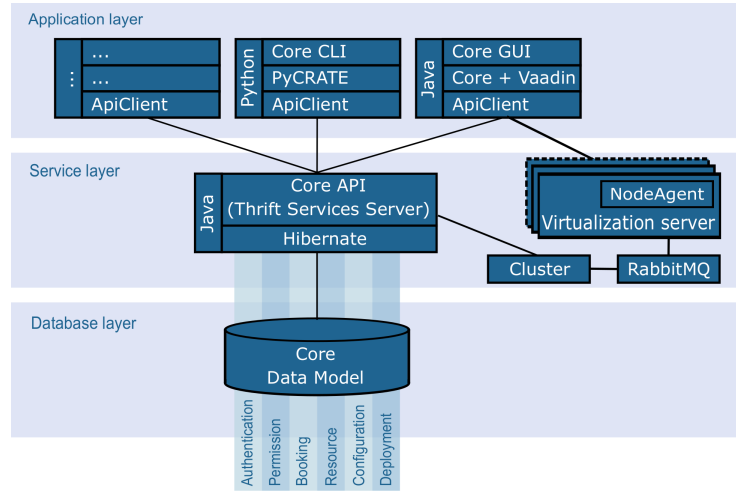 Application layer
...
...
...
ApiClient
Python
Core CLI
PyCRATE
ApiClient
Java
Core GUI
Core + Vaadin
ApiClient
Service layer
Java
Core API
(Thrift Services Server)
Hibernate
NodeAgent
Virtualization server
Cluster
RabbitMQ
Database layer
Core
Data Model
Authentication
Permission
Booking
Resource
Configuration
Deployment